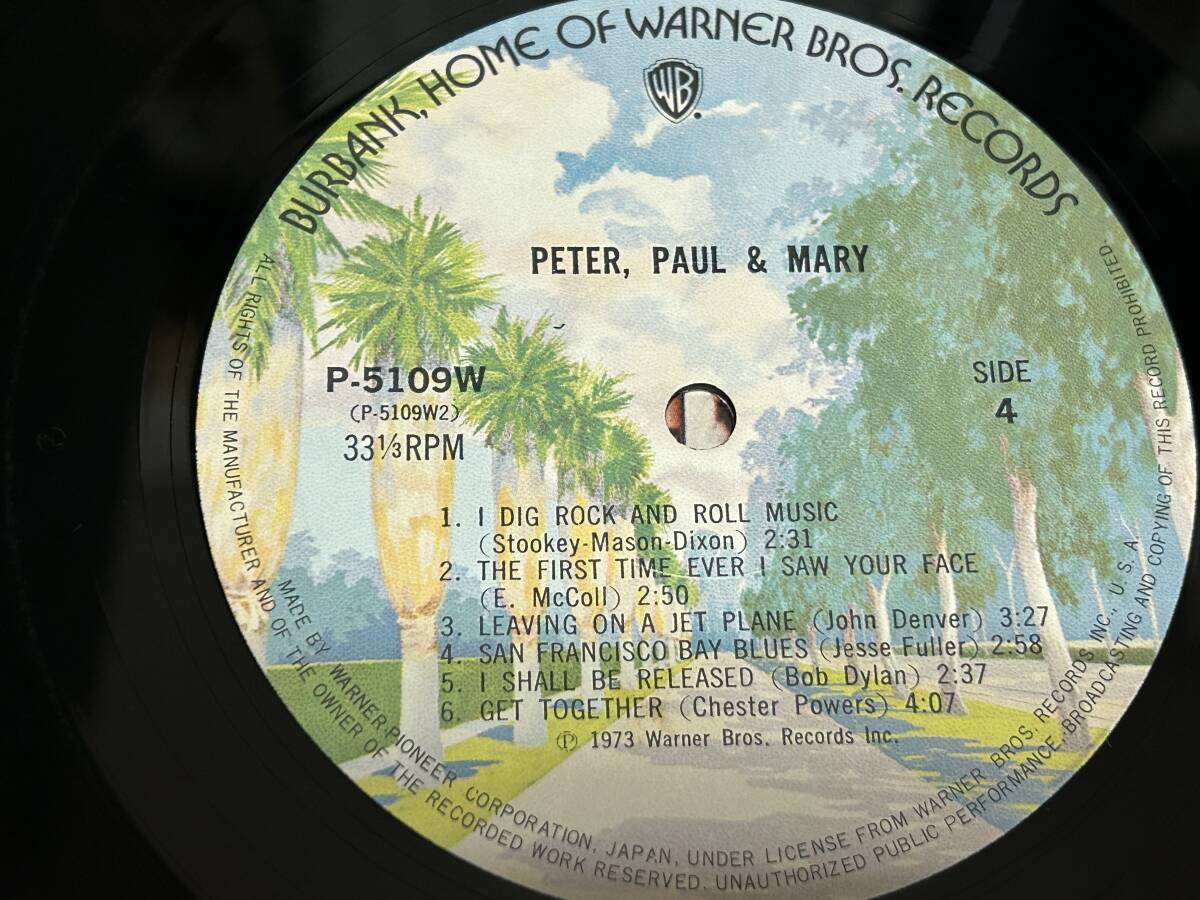 BURBANK, HOME OF WARNER BROS. RECORDS
WB
PETER, PAUL & MARY
P-5109W
(P-5109W2)
33⅓RPM
SIDE
4
1. I DIG ROCK AND ROLL MUSIC
(Stookey-Mason-Dixon) 2:31
2. THE FIRST TIME EVER I SAW YOUR FACE
(E. McColl) 2:50
3. LEAVING ON A JET PLANE (John Denver) 3:27
4. SAN FRANCISCO BAY BLUES (Jesse Fuller) 2:58
5. I SHALL BE RELEASED (Bob Dylan) 2:37
6. GET TOGETHER (Chester Powers) 4:07
Ⓟ 1973 Warner Bros. Records Inc.
MADE BY WARNER-PIONEER CORPORATION, JAPAN, UNDER LICENSE FROM WARNER BROS. RECORDS, INC., U.S.A.
ALL RIGHTS OF THE MANUFACTURER AND OF THE OWNER OF THE RECORDED WORK RESERVED. UNAUTHORIZED PUBLIC PERFORMANCE, BROADCASTING AND COPYING OF THIS RECORD PROHIBITED.